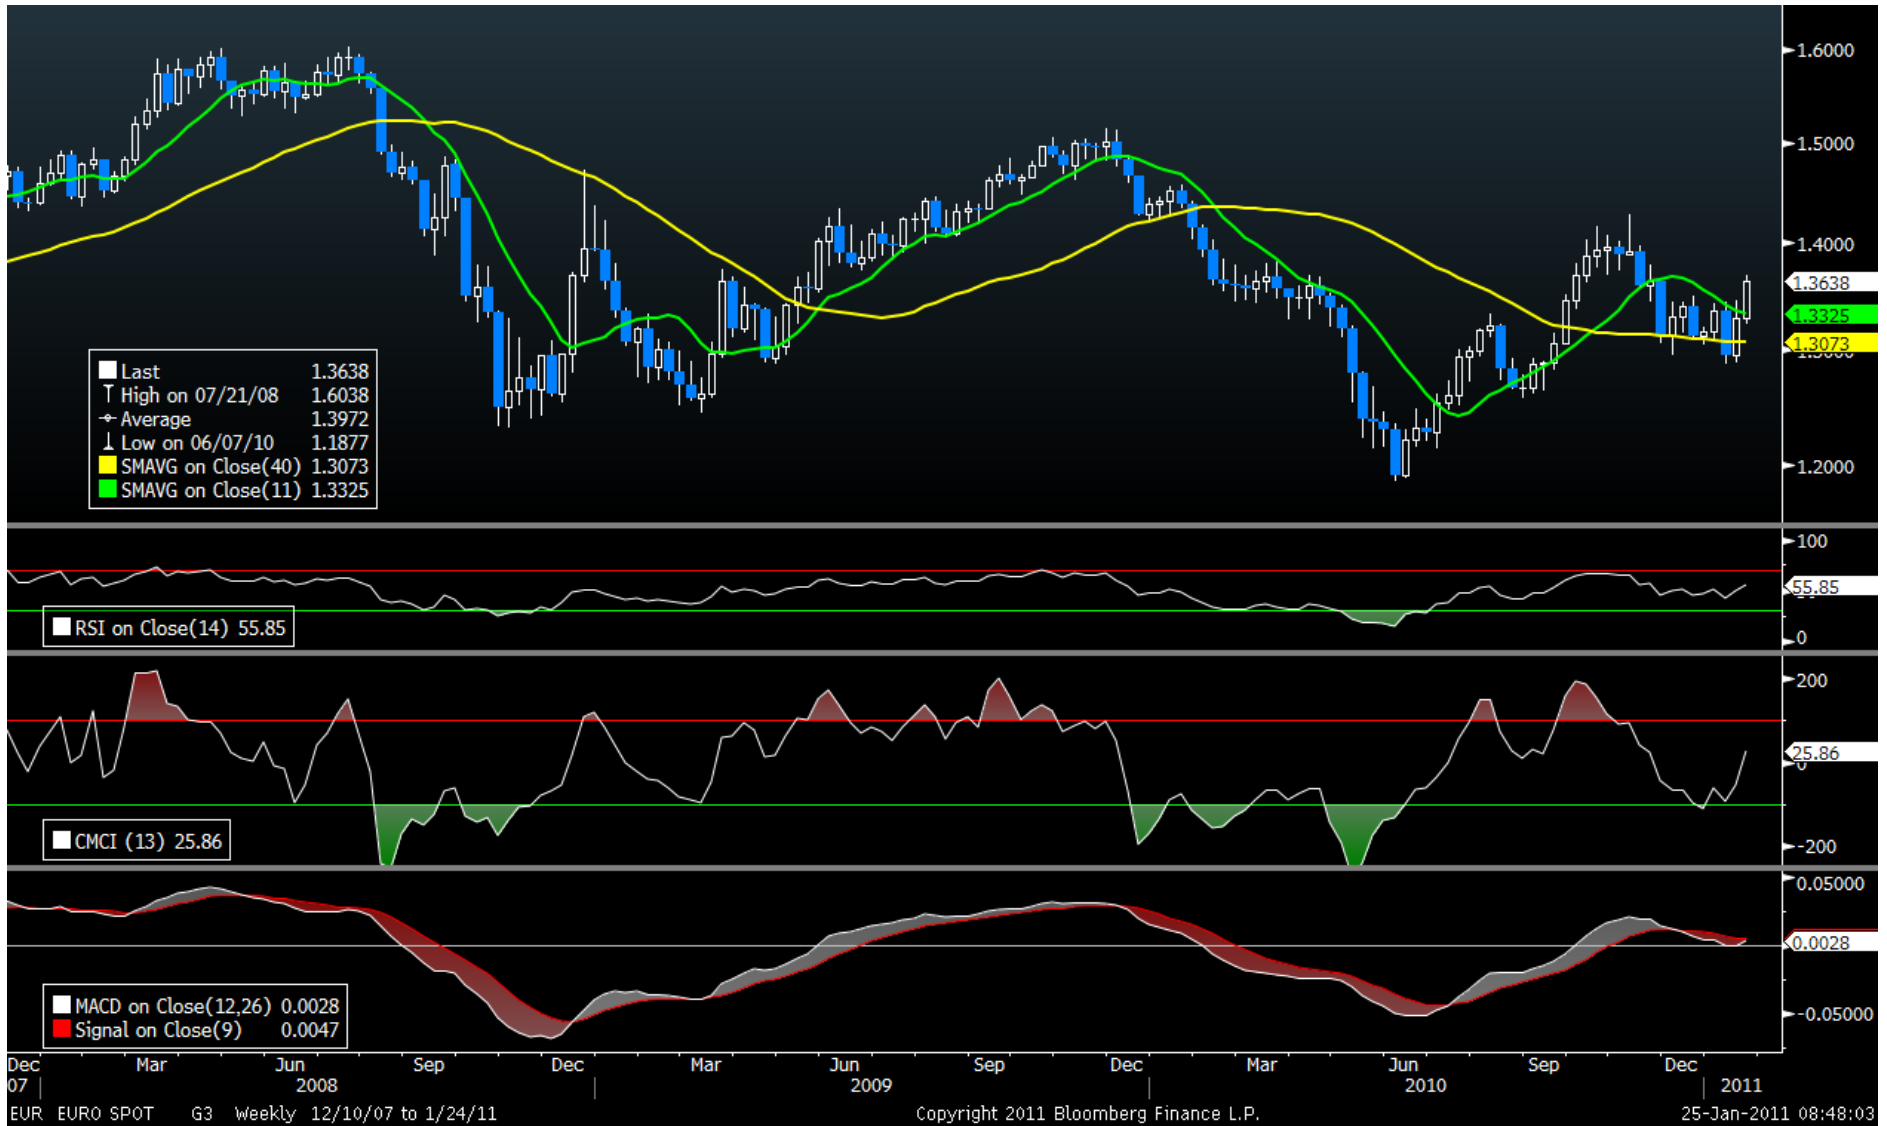 1.6000
1.5000
1.4000
1.3638
1.3325
1.3073
1.3000
1.2000
Last 1.3638
High on 07/21/08 1.6038
Average 1.3972
Low on 06/07/10 1.1877
SMAVG on Close(40) 1.3073
SMAVG on Close(11) 1.3325
100
55.85
0
RSI on Close(14) 55.85
200
25.86
0
-200
CMCI (13) 25.86
0.05000
0.0028
-0.05000
MACD on Close(12,26) 0.0028
Signal on Close(9) 0.0047
Dec Mar Jun Sep Dec Mar Jun Sep Dec Mar Jun Sep Dec
07 2008 2009 2010 2011
EUR EURO SPOT G3 Weekly 12/10/07 to 1/24/11 Copyright 2011 Bloomberg Finance L.P. 25-Jan-2011 08:48:03